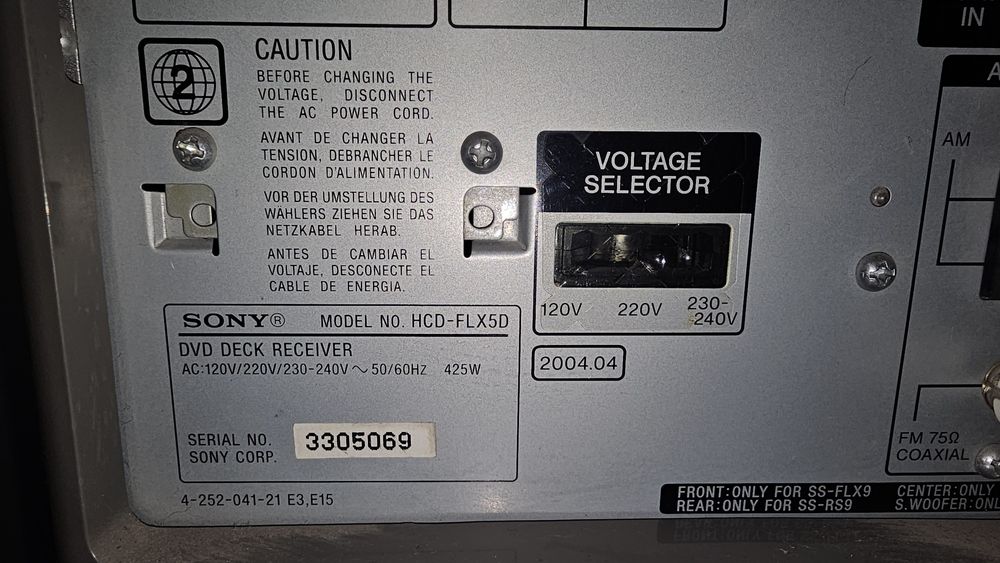 2
CAUTION
BEFORE CHANGING THE
VOLTAGE, DISCONNECT
THE AC POWER CORD.
AVANT DE CHANGER LA
TENSION, DEBRANCHER LE
CORDON D'ALIMENTATION.
VOR DER UMSTELLUNG DES
WÄHLERS ZIEHEN SIE DAS
NETZKABEL HERAB.
ANTES DE CAMBIAR EL
VOLTAJE, DESCONECTE EL
CABLE DE ENERGIA.
VOLTAGE
SELECTOR
120V 220V 230-
240V
2004.04
SONY® MODEL NO. HCD-FLX5D
DVD DECK RECEIVER
AC:120V/220V/230-240V ~ 50/60HZ 425W
SERIAL NO. 3305069
SONY CORP.
4-252-041-21 E3,E15
IN
A
AM
FM 75Ω
COAXIAL
FRONT:ONLY FOR SS-FLX9
REAR:ONLY FOR SS-RS9
CENTER:ONLY
S.WOOFER:ONL